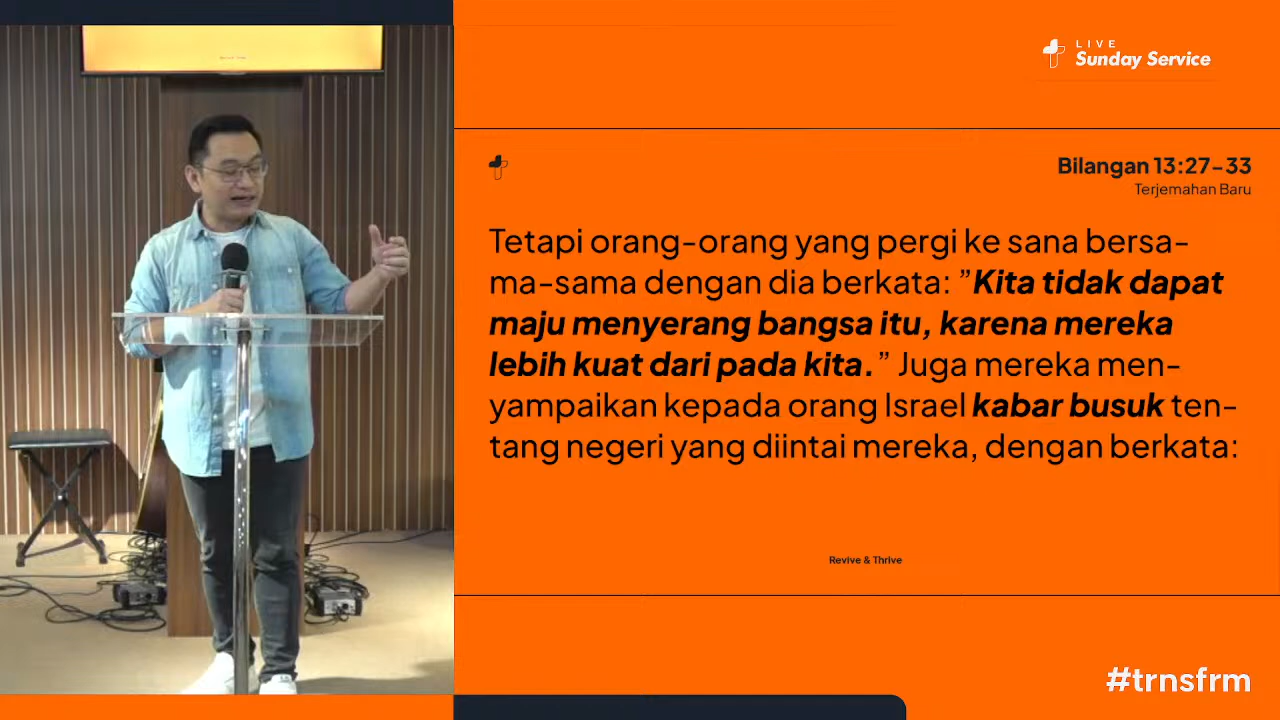 LIVE
Sunday Service
Bilangan 13:27-33
Terjemahan Baru
Tetapi orang-orang yang pergi ke sana bersa-
ma-sama dengan dia berkata: ”Kita tidak dapat
maju menyerang bangsa itu, karena mereka
lebih kuat dari pada kita.” Juga mereka men-
yampaikan kepada orang Israel kabar busuk ten-
tang negeri yang diintai mereka, dengan berkata:
Revive & Thrive
#trnsfrm